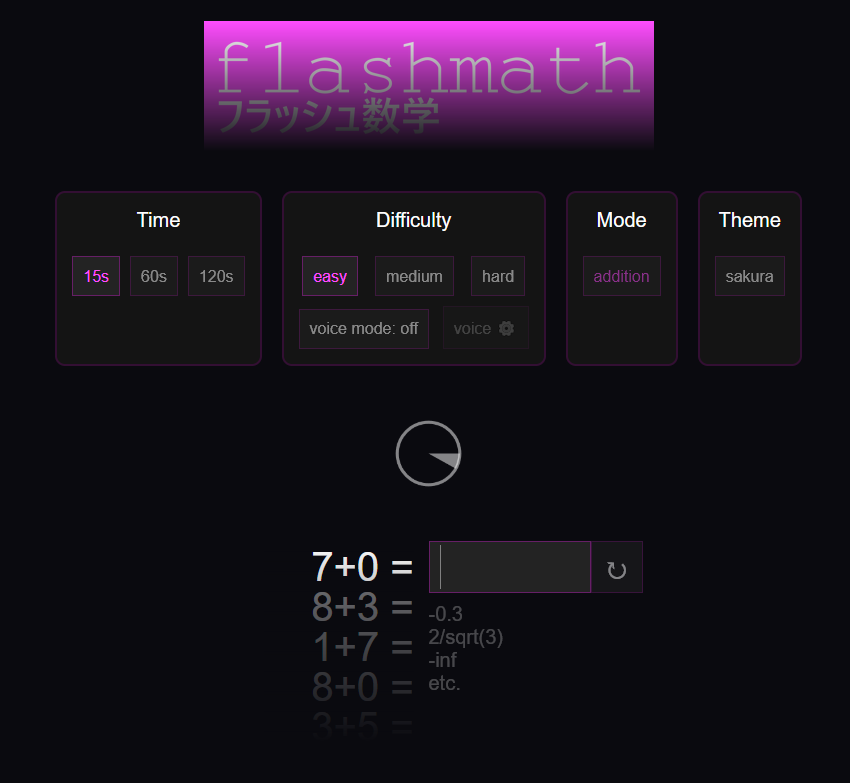 flashmath
フラッシュ数学
Time
15s 60s 120s
Difficulty
easy medium hard
voice mode: off voice
Mode
addition
Theme
sakura
7+0 =
8+3 =
1+7 =
8+0 =
3+5 =
-0.3
2/sqrt(3)
-inf
etc.